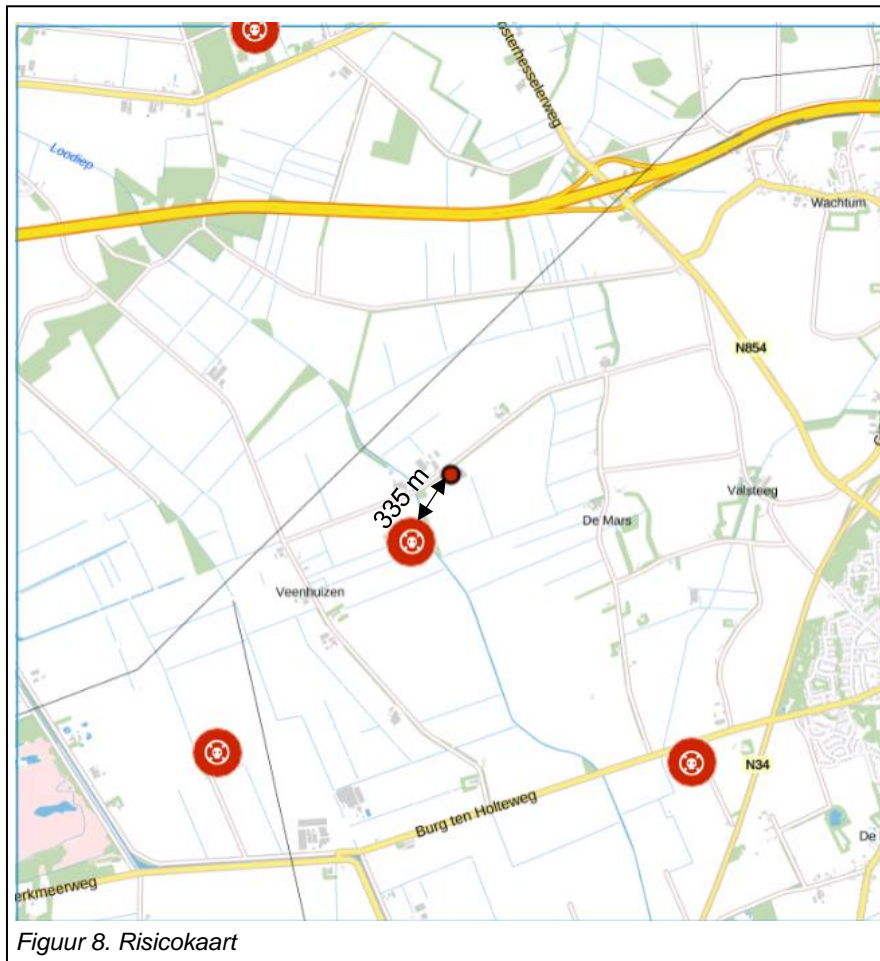 osterhesselerweg
Loodiep
Wachtum
N854
335 m
Valsteeg
De Mars
Veenhuizen
N34
Burg ten Holteweg
De
erkmeerweg
Figuur 8. Risicokaart